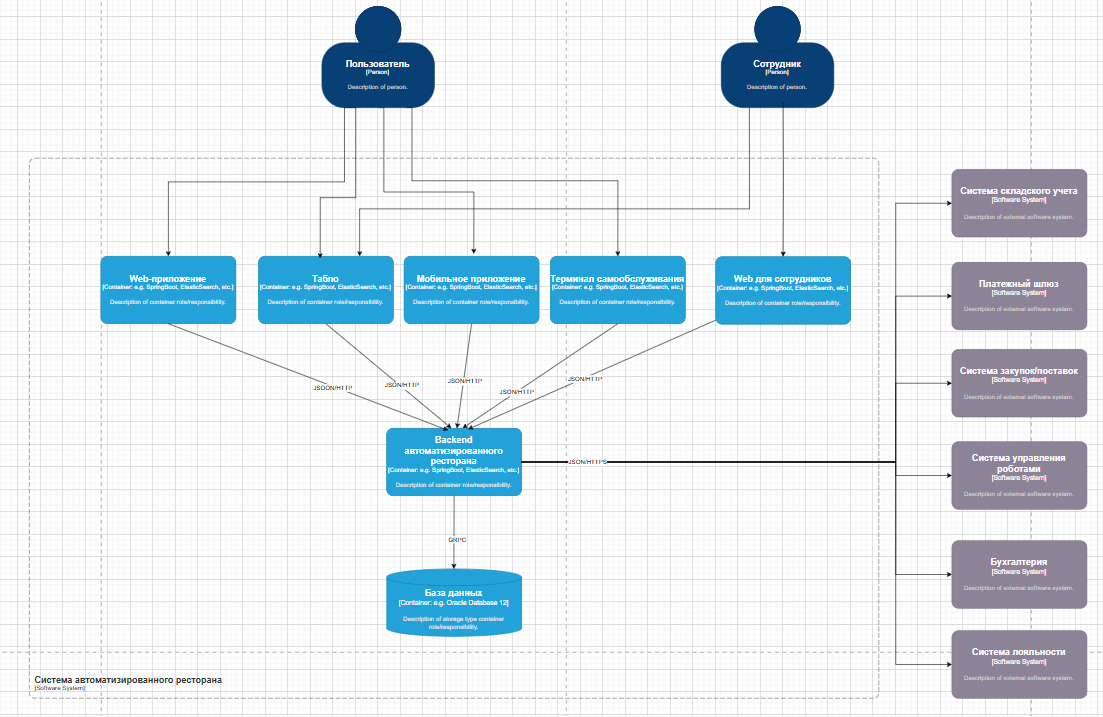 Пользователь
[Person]
Description of person.
Сотрудник
[Person]
Description of person.
Web-приложение
[Container: e.g. SpringBoot, ElasticSearch, etc.]
Description of container role/responsibility.
Табло
[Container: e.g. SpringBoot, ElasticSearch, etc.]
Description of container role/responsibility.
Мобильное приложение
[Container: e.g. SpringBoot, ElasticSearch, etc.]
Description of container role/responsibility.
Терминал самообслуживания
[Container: e.g. SpringBoot, ElasticSearch, etc.]
Description of container role/responsibility.
Web для сотрудников
[Container: e.g. SpringBoot, ElasticSearch, etc.]
Description of container role/responsibility.
JSOON/HTTP
JSON/HTTP
JSON/HTTP
JSON/HTTP
JSON/HTTP
Backend
автоматизированного
ресторана
[Container: e.g. SpringBoot, ElasticSearch, etc.]
Description of container role/responsibility.
JSON/HTTPS
GRPC
База данных
[Container: e.g. Oracle Database 12]
Description of storage type container
role/responsibility.
Система автоматизированного ресторана
[Software System]
Система складского учета
[Software System]
Description of external software system.
Платежный шлюз
[Software System]
Description of external software system.
Система закупок/поставок
[Software System]
Description of external software system.
Система управления
роботами
[Software System]
Description of external software system.
Бухгалтерия
[Software System]
Description of external software system.
Система лояльности
[Software System]
Description of external software system.